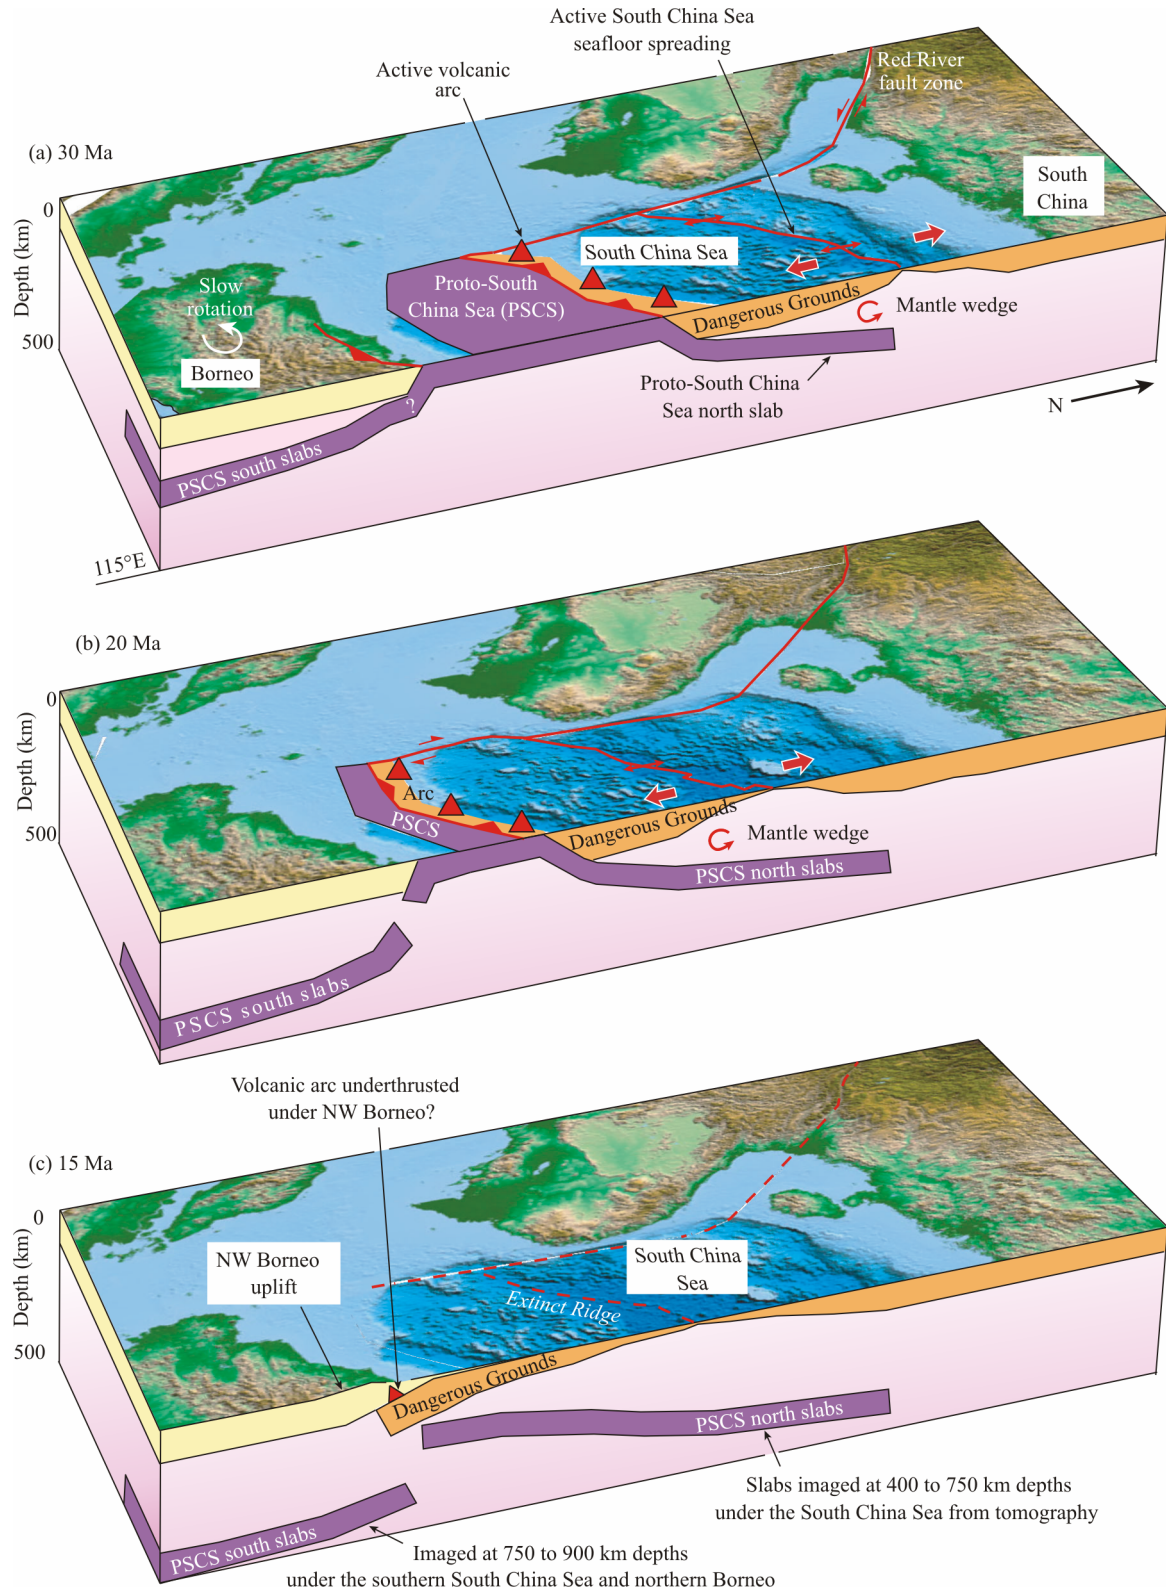 Active South China Sea
seafloor spreading
Active volcanic
arc
Red River
fault zone
(a) 30 Ma
South
China
0
Depth (km)
500
South China Sea
Slow
rotation
Borneo
Proto-South
China Sea (PSCS)
Dangerous Grounds
Mantle wedge
Proto-South China
Sea north slab
N
?
PSCS south slabs
115°E
(b) 20 Ma
0
Depth (km)
500
Arc
PSCS
Dangerous Grounds
Mantle wedge
PSCS north slabs
PSCS south slabs
Volcanic arc underthrusted
under NW Borneo?
(c) 15 Ma
0
Depth (km)
500
NW Borneo
uplift
South China
Sea
Extinct Ridge
Dangerous Grounds
PSCS north slabs
Slabs imaged at 400 to 750 km depths
under the South China Sea from tomography
PSCS south slabs
Imaged at 750 to 900 km depths
under the southern South China Sea and northern Borneo